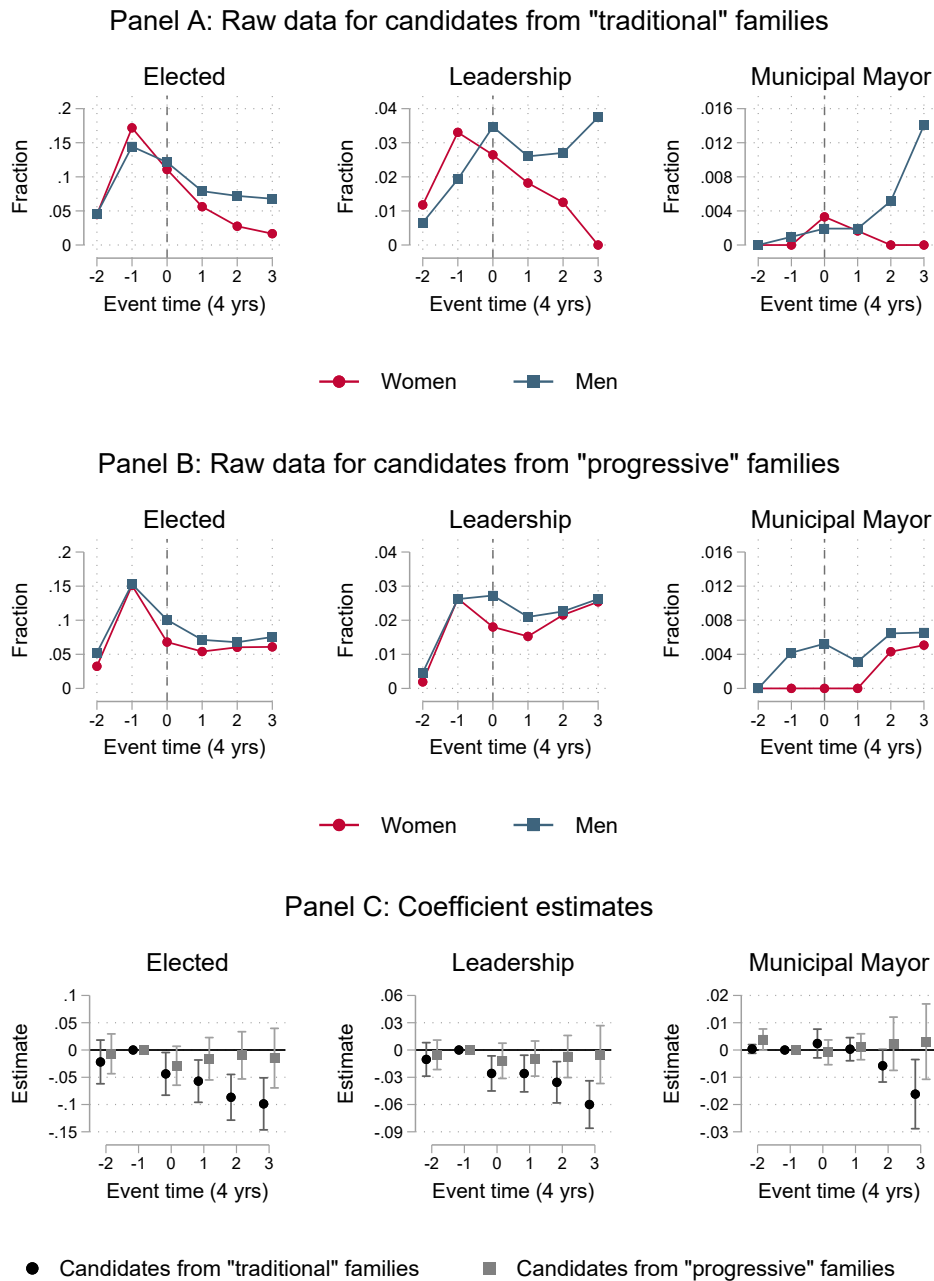 Panel A: Raw data for candidates from "traditional" families
Elected
Leadership
Municipal Mayor
.2
.15
.1
.05
0
Fraction
-2 -1 0 1 2 3
Event time (4 yrs)
.04
.03
.02
.01
0
Fraction
-2 -1 0 1 2 3
Event time (4 yrs)
.016
.012
.008
.004
0
Fraction
-2 -1 0 1 2 3
Event time (4 yrs)
Women Men
Panel B: Raw data for candidates from "progressive" families
Elected
Leadership
Municipal Mayor
.2
.15
.1
.05
0
Fraction
-2 -1 0 1 2 3
Event time (4 yrs)
.04
.03
.02
.01
0
Fraction
-2 -1 0 1 2 3
Event time (4 yrs)
.016
.012
.008
.004
0
Fraction
-2 -1 0 1 2 3
Event time (4 yrs)
Women Men
Panel C: Coefficient estimates
Elected
Leadership
Municipal Mayor
.1
.05
0
-.05
-.1
-.15
Estimate
-2 -1 0 1 2 3
Event time (4 yrs)
.06
.03
0
-.03
-.06
-.09
Estimate
-2 -1 0 1 2 3
Event time (4 yrs)
.02
.01
0
-.01
-.02
-.03
Estimate
-2 -1 0 1 2 3
Event time (4 yrs)
Candidates from "traditional" families Candidates from "progressive" families